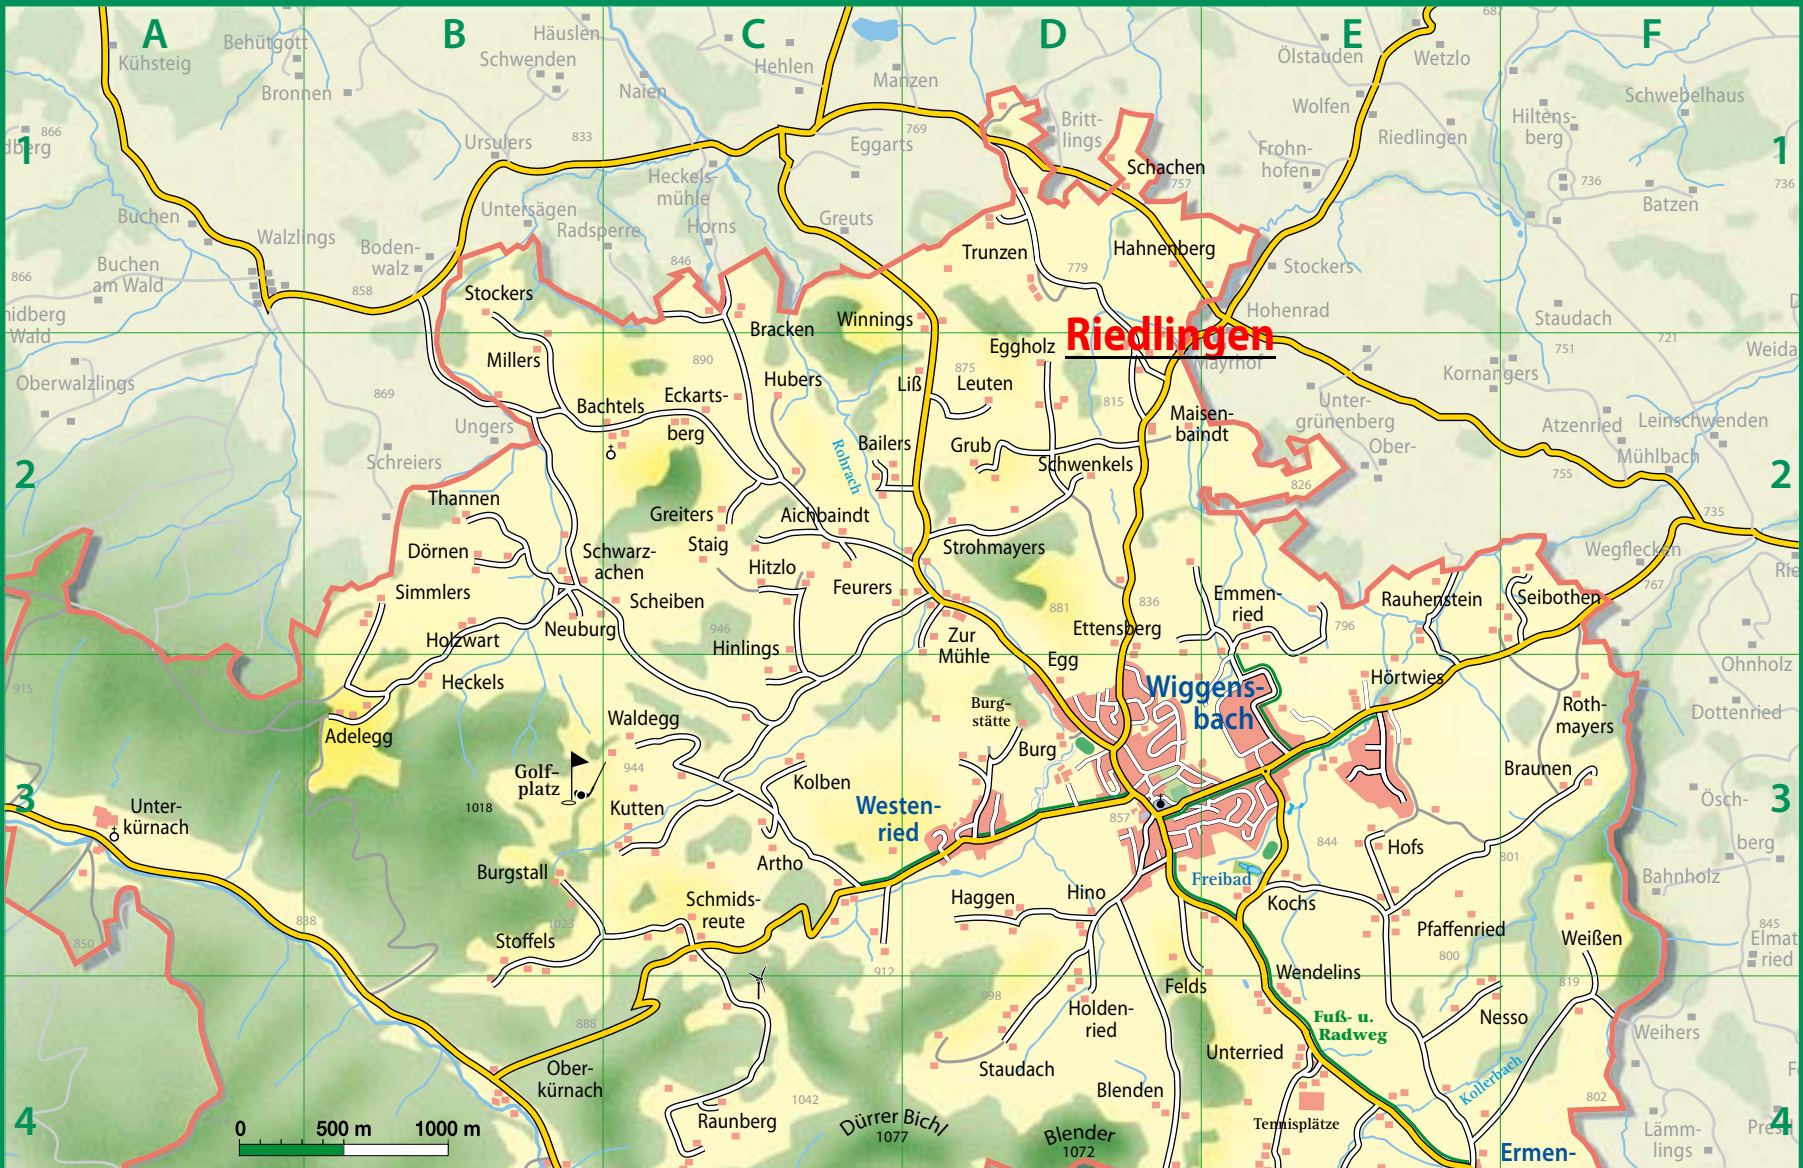 A
B
C
D
E
F
Kühsteig
Behütgott
Bronnen
Häuslen
Schwenden
Naien
Hehlen
Manzen
Ölstauden
Wetzlo
687
Wolfen
Riedlingen
Schwebelhaus
Hiltens-
berg
866
dberg
1
Ursulers
833
769
Eggarts
Britt-
lings
Schachen
757
Frohn-
hofen
736
Batzen
736
1
Heckels-
mühle
Buchen
Walzlings
Untersägen
Radsperre
Horns
Greuts
Boden-
walz
846
Trunzen
Hahnenberg
779
Stockers
866
Buchen
am Wald
858
Stockers
nidberg
Wald
Bracken
Winnings
Hohenrad
Staudach
Riedlingen
Eggholz
Mayrhof
751
721
Weida
Millers
890
Oberwalzlings
869
Eckarts-
berg
Hubers
Liß
875
Leuten
815
Kornangers
Bachtels
Maisen-
baindt
Unter-
grünenberg
Atzenried
Leinschwenden
Ungers
Bailers
Grub
Ober-
Mühlbach
2
Schreiers
Rohrach
Schwenkels
826
755
2
Thannen
Greiters
Aichbaindt
735
Dörnen
Schwarz-
achen
Staig
Strohmayers
Wegflecken
Hitzlo
Rie
767
Simmlers
Scheiben
Feurers
881
836
Emmen-
ried
Rauhenstein
Seibothen
Holzwart
Neuburg
946
Hinlings
Zur
Mühle
Ettensberg
796
Egg
Ohnholz
915
Heckels
Wiggens-
bach
Hörtwies
Waldegg
Burg-
stätte
Roth-
mayers
Dottenried
Adelegg
Burg
944
Golf-
platz
Kolben
Braunen
3
Unter-
kürnach
1018
Kutten
Westen-
ried
857
Ösch-
berg
3
844
Hofs
801
Artho
Burgstall
Freibad
Bahnholz
Schmids-
reute
Haggen
Hino
Kochs
838
850
1023
Pfaffenried
845
Stoffels
Weißen
Elmat
ried
800
912
Wendelins
819
Felds
998
Holden-
ried
Fuß- u.
Radweg
Nesso
888
Weihers
Unterried
Ober-
kürnach
Staudach
Blenden
Kollerbach
802
1042
4
0
500 m
1000 m
Raunberg
Dürrer Bichl
1077
Blender
1072
Tennisplätze
Lämm-
lings
4
Ermen-